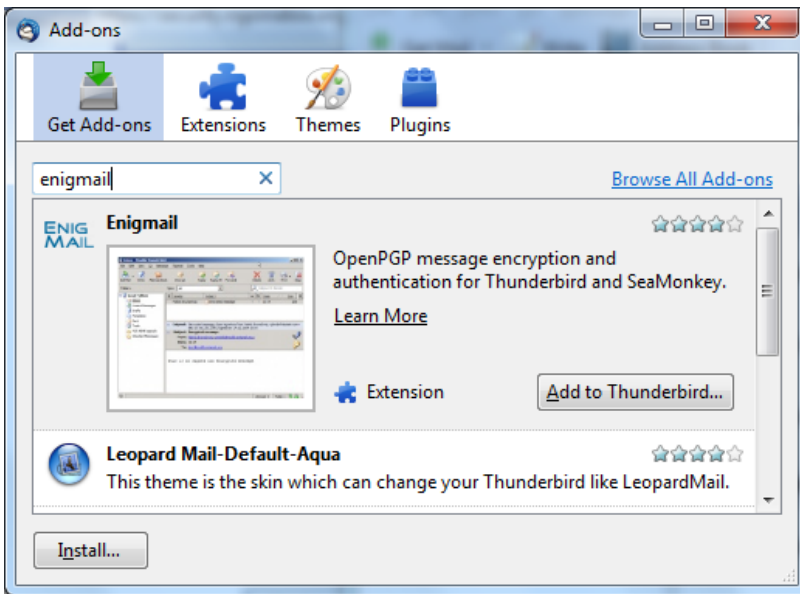 Add-ons
Get Add-ons Extensions Themes Plugins
enigmail
Browse All Add-ons
ENIG
MAIL
Enigmail
OpenPGP message encryption and
authentication for Thunderbird and SeaMonkey.
Learn More
Extension
Add to Thunderbird...
Leopard Mail-Default-Aqua
This theme is the skin which can change your Thunderbird like LeopardMail.
Install...